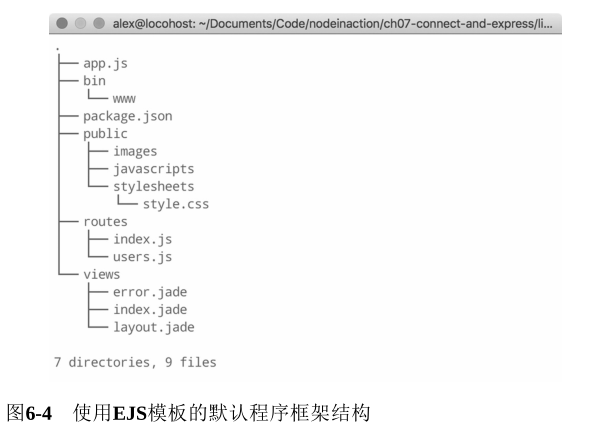 alex@locohost: ~/Documents/Code/nodeinaction/ch07-connect-and-express/li...
.
├── app.js
├── bin
│   └── www
├── package.json
├── public
│   ├── images
│   ├── javascripts
│   └── stylesheets
│       └── style.css
├── routes
│   ├── index.js
│   └── users.js
└── views
    ├── error.jade
    ├── index.jade
    └── layout.jade
7 directories, 9 files
图6-4 使用EJS模板的默认程序框架结构